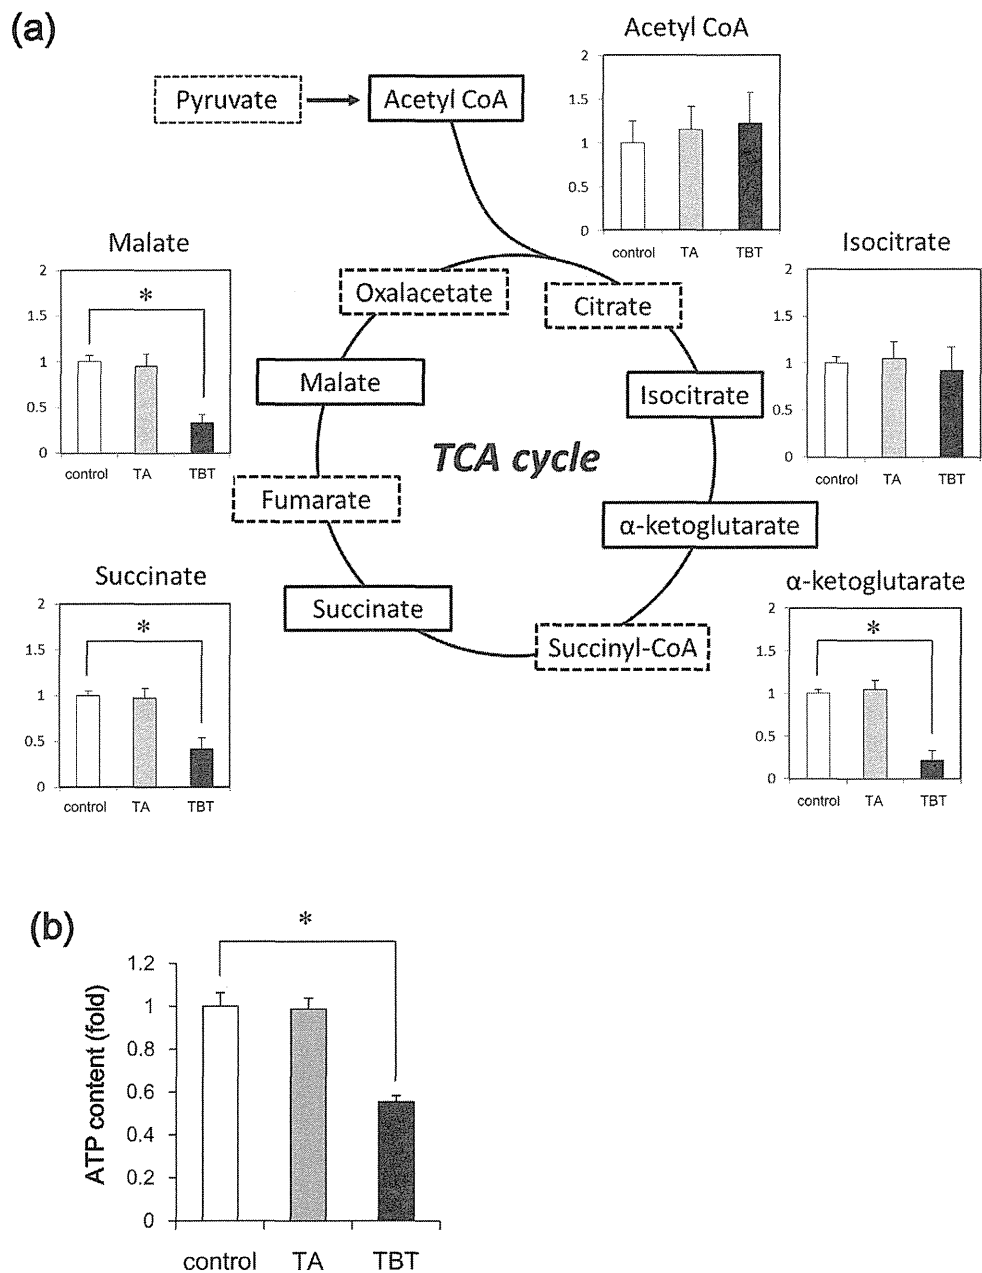 (a)
Acetyl CoA
2
1.5
1
0.5
0
control TA TBT
Pyruvate
Acetyl CoA
Malate
2
1.5
1
0.5
0
*
control TA TBT
Isocitrate
2
1.5
1
0.5
0
control TA TBT
Oxalacetate
Citrate
Malate
Isocitrate
TCA cycle
Fumarate
α-ketoglutarate
Succinate
Succinyl-CoA
Succinate
2
1.5
1
0.5
0
*
control TA TBT
α-ketoglutarate
2
1.5
1
0.5
0
*
control TA TBT
(b)
*
ATP content (fold)
1.2
1
0.8
0.6
0.4
0.2
0
control TA TBT